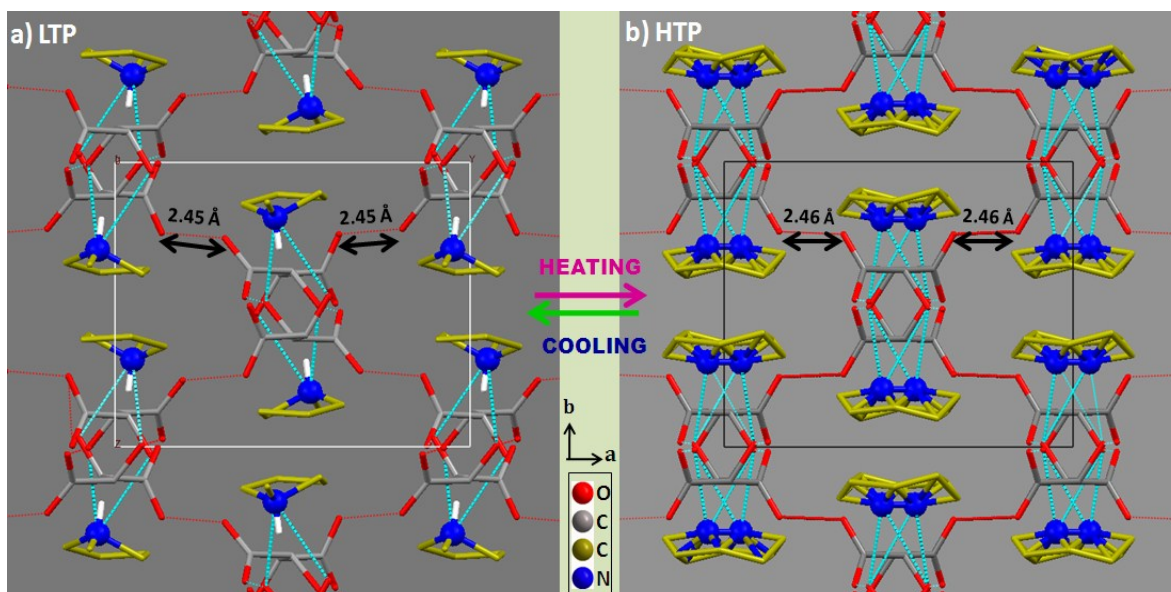 a) LTP
b) HTP
2.45 Å
2.45 Å
2.46 Å
2.46 Å
HEATING
COOLING
b
a
O
C
C
N